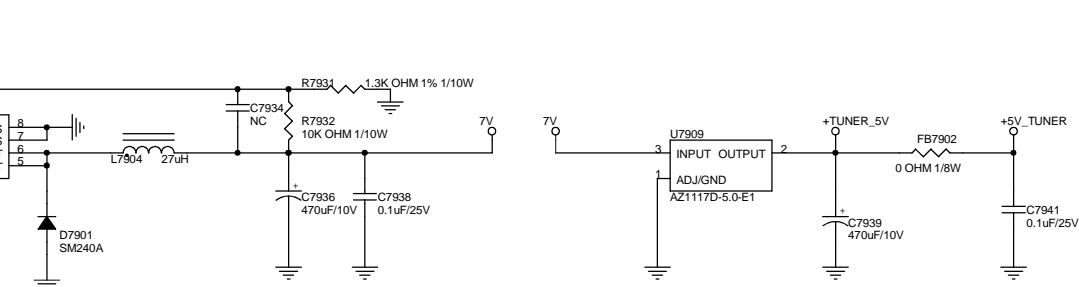 R7931
1.3K OHM 1% 1/10W
C7934
NC
R7932
10K OHM 1/10W
8
7
6
5
L7904
27uH
7V
7V
C7936
470uF/10V
C7938
0.1uF/25V
D7901
SM240A
U7909
3
INPUT OUTPUT
2
1
ADJ/GND
AZ1117D-5.0-E1
+TUNER_5V
FB7902
0 OHM 1/8W
+5V_TUNER
+
+
C7939
470uF/10V
C7941
0.1uF/25V